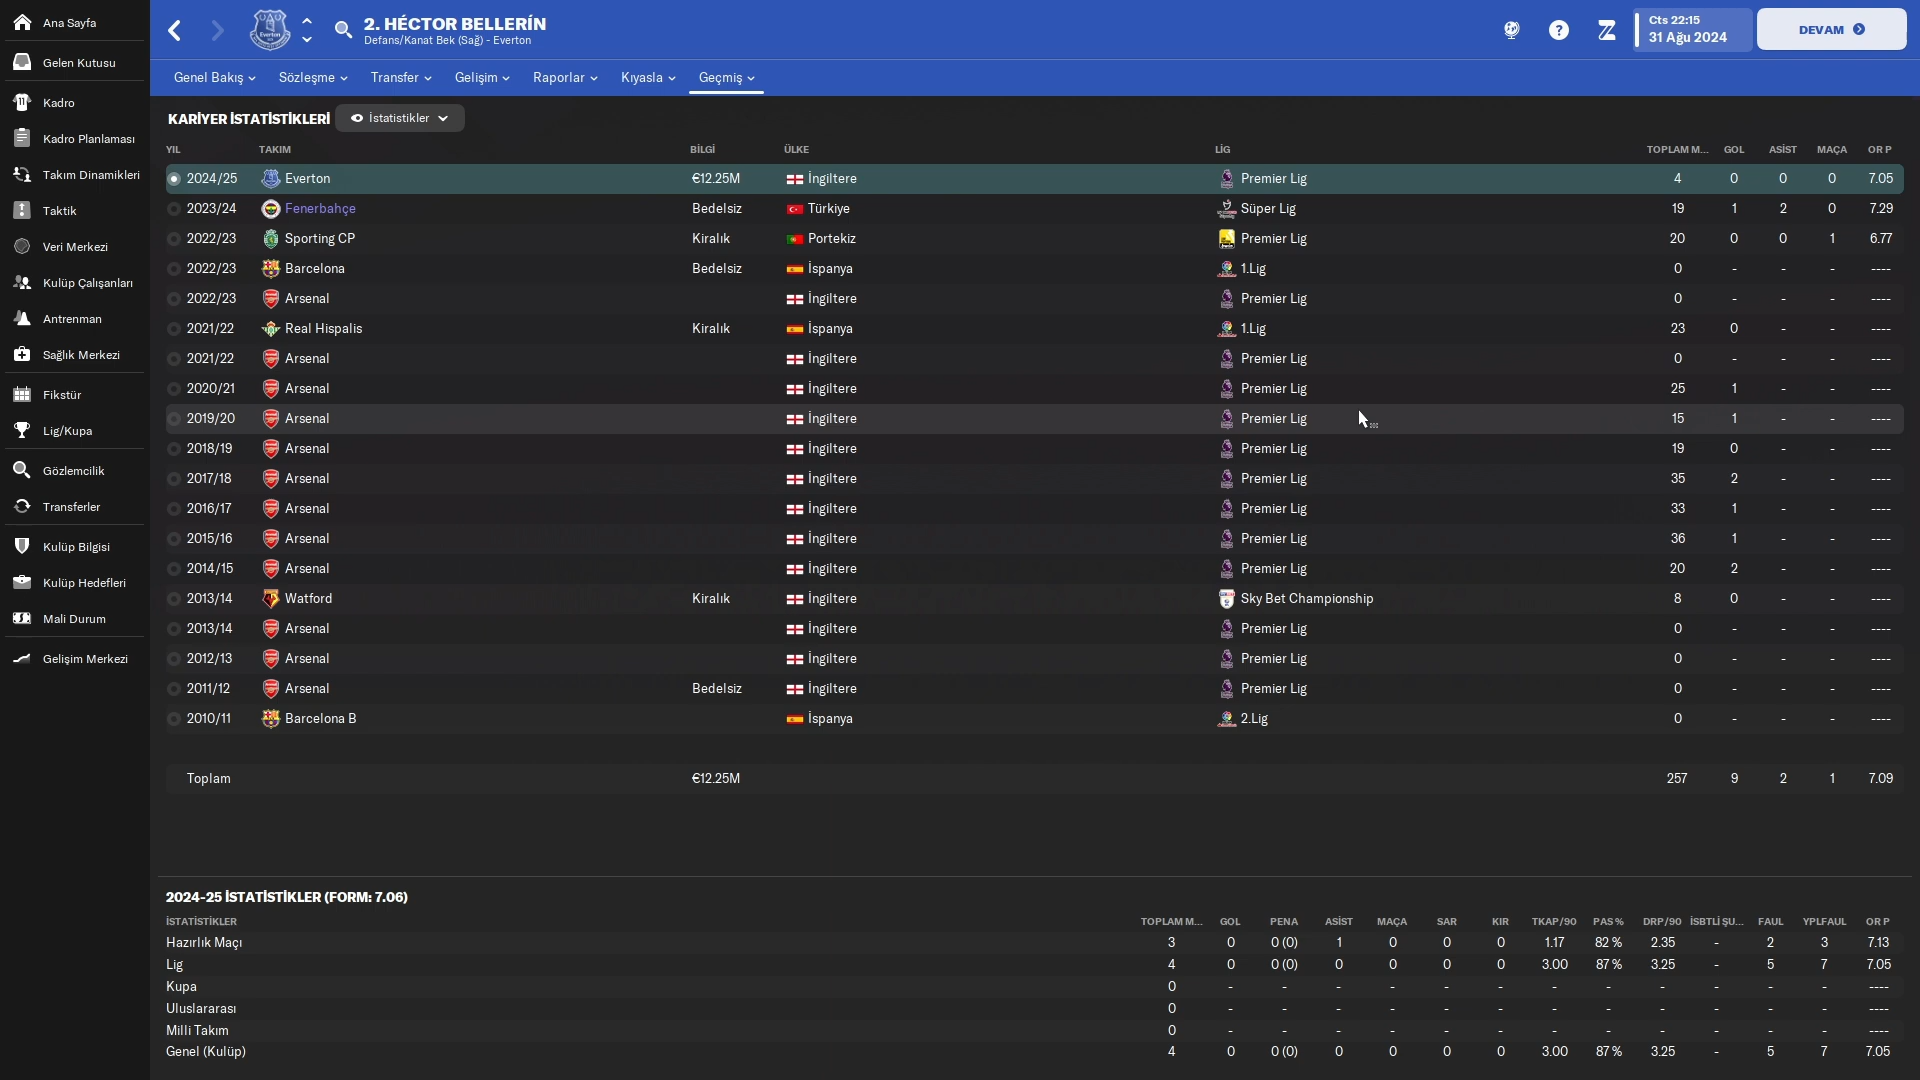 Ana Sayfa
Gelen Kutusu
Kadro
Kadro Planlaması
Takım Dinamikleri
Taktik
Veri Merkezi
Kulüp Çalışanları
Antrenman
Sağlık Merkezi
Fikstür
Lig/Kupa
Gözlemcilik
Transferler
Kulüp Bilgisi
Kulüp Hedefleri
Mali Durum
Gelişim Merkezi
2. HÉCTOR BELLERÍN
Defans/Kanat Bek (Sağ) - Everton
Cts 22:15
31 Ağu 2024
DEVAM
Genel Bakış Sözleşme Transfer Gelişim Raporlar Kıyasla Geçmiş
KARİYER İSTATİSTİKLERİ İstatistikler
YIL TAKIM BİLGİ ÜLKE LİG TOPLAM M... GOL ASİST MAÇA OR P
2024/25 Everton €12.25M İngiltere Premier Lig 4 0 0 0 7.05
2023/24 Fenerbahçe Bedelsiz Türkiye Süper Lig 19 1 2 0 7.29
2022/23 Sporting CP Kiralık Portekiz Premier Lig 20 0 0 1 6.77
2022/23 Barcelona Bedelsiz İspanya 1.Lig 0 - - - ----
2022/23 Arsenal İngiltere Premier Lig 0 - - - ----
2021/22 Real Hispalis Kiralık İspanya 1.Lig 23 0 - - ----
2021/22 Arsenal İngiltere Premier Lig 0 - - - ----
2020/21 Arsenal İngiltere Premier Lig 25 1 - - ----
2019/20 Arsenal İngiltere Premier Lig 15 1 - - ----
2018/19 Arsenal İngiltere Premier Lig 19 0 - - ----
2017/18 Arsenal İngiltere Premier Lig 35 2 - - ----
2016/17 Arsenal İngiltere Premier Lig 33 1 - - ----
2015/16 Arsenal İngiltere Premier Lig 36 1 - - ----
2014/15 Arsenal İngiltere Premier Lig 20 2 - - ----
2013/14 Watford Kiralık İngiltere Sky Bet Championship 8 0 - - ----
2013/14 Arsenal İngiltere Premier Lig 0 - - - ----
2012/13 Arsenal İngiltere Premier Lig 0 - - - ----
2011/12 Arsenal Bedelsiz İngiltere Premier Lig 0 - - - ----
2010/11 Barcelona B İspanya 2.Lig 0 - - - ----
Toplam €12.25M 257 9 2 1 7.09
2024-25 İSTATİSTİKLER (FORM: 7.06)
İSTATİSTİKLER TOPLAM M... GOL PENA ASİST MAÇA SAR KIR TKAP/90 PAS % DRP/90 İSBTLİ ŞU... FAUL YPLFAUL OR P
Hazırlık Maçı 3 0 0 (0) 1 0 0 0 1.17 82 % 2.35 - 2 3 7.13
Lig 4 0 0 (0) 0 0 0 0 3.00 87 % 3.25 - 5 7 7.05
Kupa 0 - - - - - - - - - - - - ----
Uluslararası 0 - - - - - - - - - - - - ----
Milli Takım 0 - - - - - - - - - - - - ----
Genel (Kulüp) 4 0 0 (0) 0 0 0 0 3.00 87 % 3.25 - 5 7 7.05